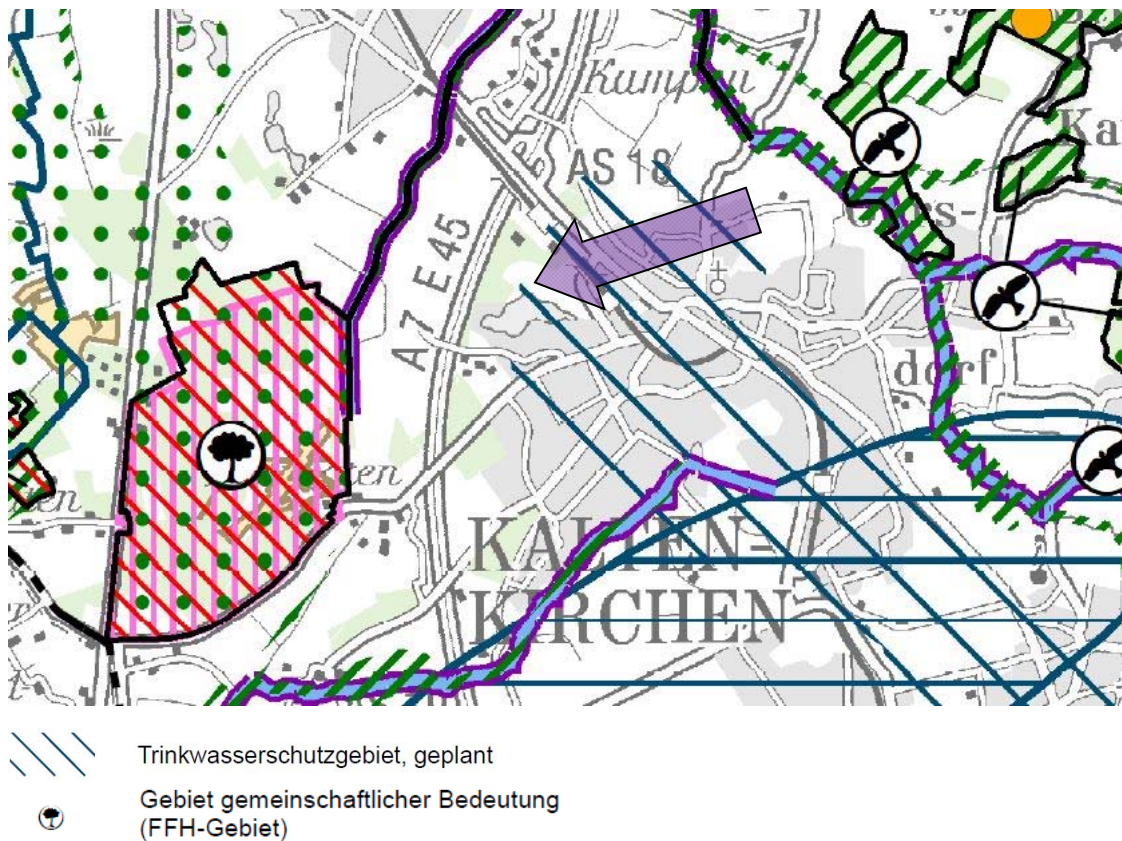 Kampen
AS 18
A 7 E 45
dorf
KALTEN-
KIRCHEN
Trinkwasserschutzgebiet, geplant
Gebiet gemeinschaftlicher Bedeutung
(FFH-Gebiet)